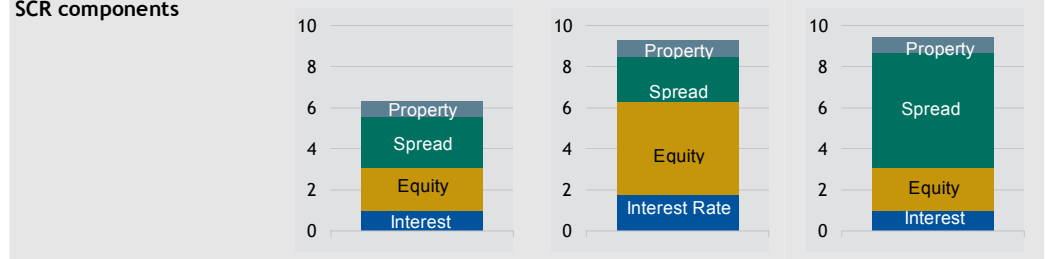 SCR components
10
8
6
4
2
0
Property
Spread
Equity
Interest
10
8
6
4
2
0
Property
Spread
Equity
Interest Rate
10
8
6
4
2
0
Property
Spread
Equity
Interest